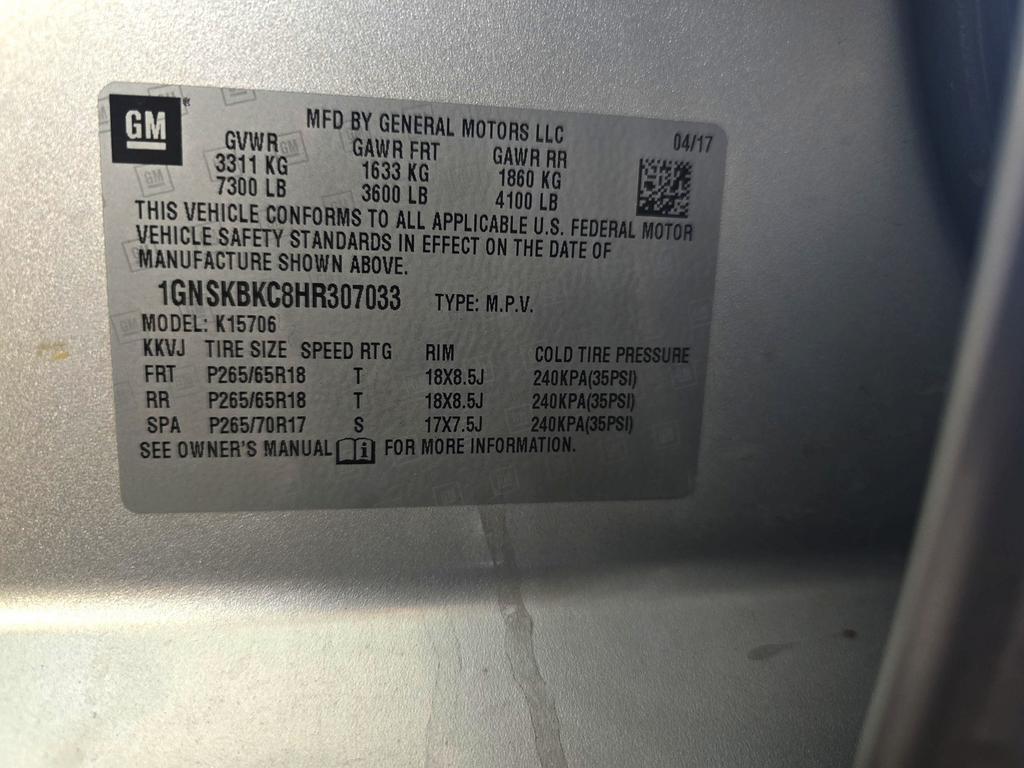 GM
MFD BY GENERAL MOTORS LLC 04/17
GVWR GAWR FRT GAWR RR
3311 KG 1633 KG 1860 KG
7300 LB 3600 LB 4100 LB
THIS VEHICLE CONFORMS TO ALL APPLICABLE U.S. FEDERAL MOTOR
VEHICLE SAFETY STANDARDS IN EFFECT ON THE DATE OF
MANUFACTURE SHOWN ABOVE.
1GNSKBKC8HR307033 TYPE: M.P.V.
MODEL: K15706
KKVJ TIRE SIZE SPEED RTG RIM COLD TIRE PRESSURE
FRT P265/65R18 T 18X8.5J 240KPA(35PSI)
RR P265/65R18 T 18X8.5J 240KPA(35PSI)
SPA P265/70R17 S 17X7.5J 240KPA(35PSI)
SEE OWNER'S MANUAL i FOR MORE INFORMATION.